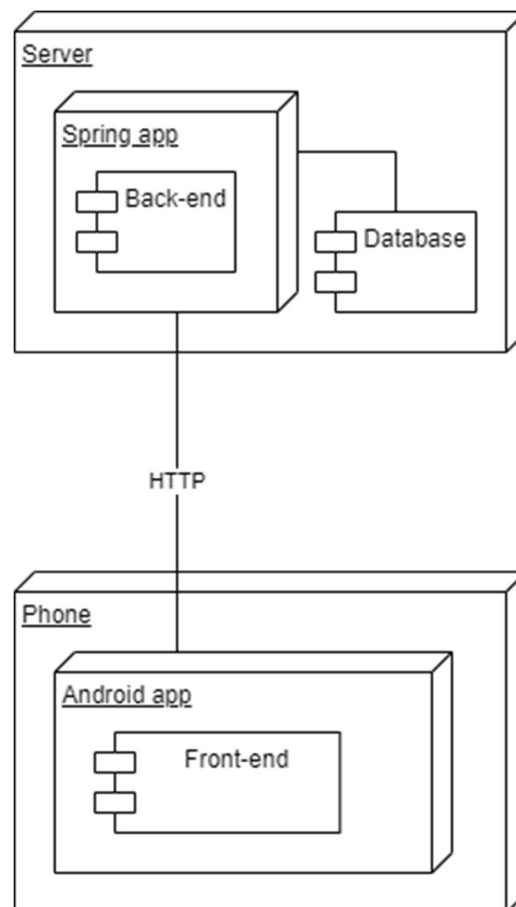 Server
Spring app
Back-end
Database
HTTP
Phone
Android app
Front-end